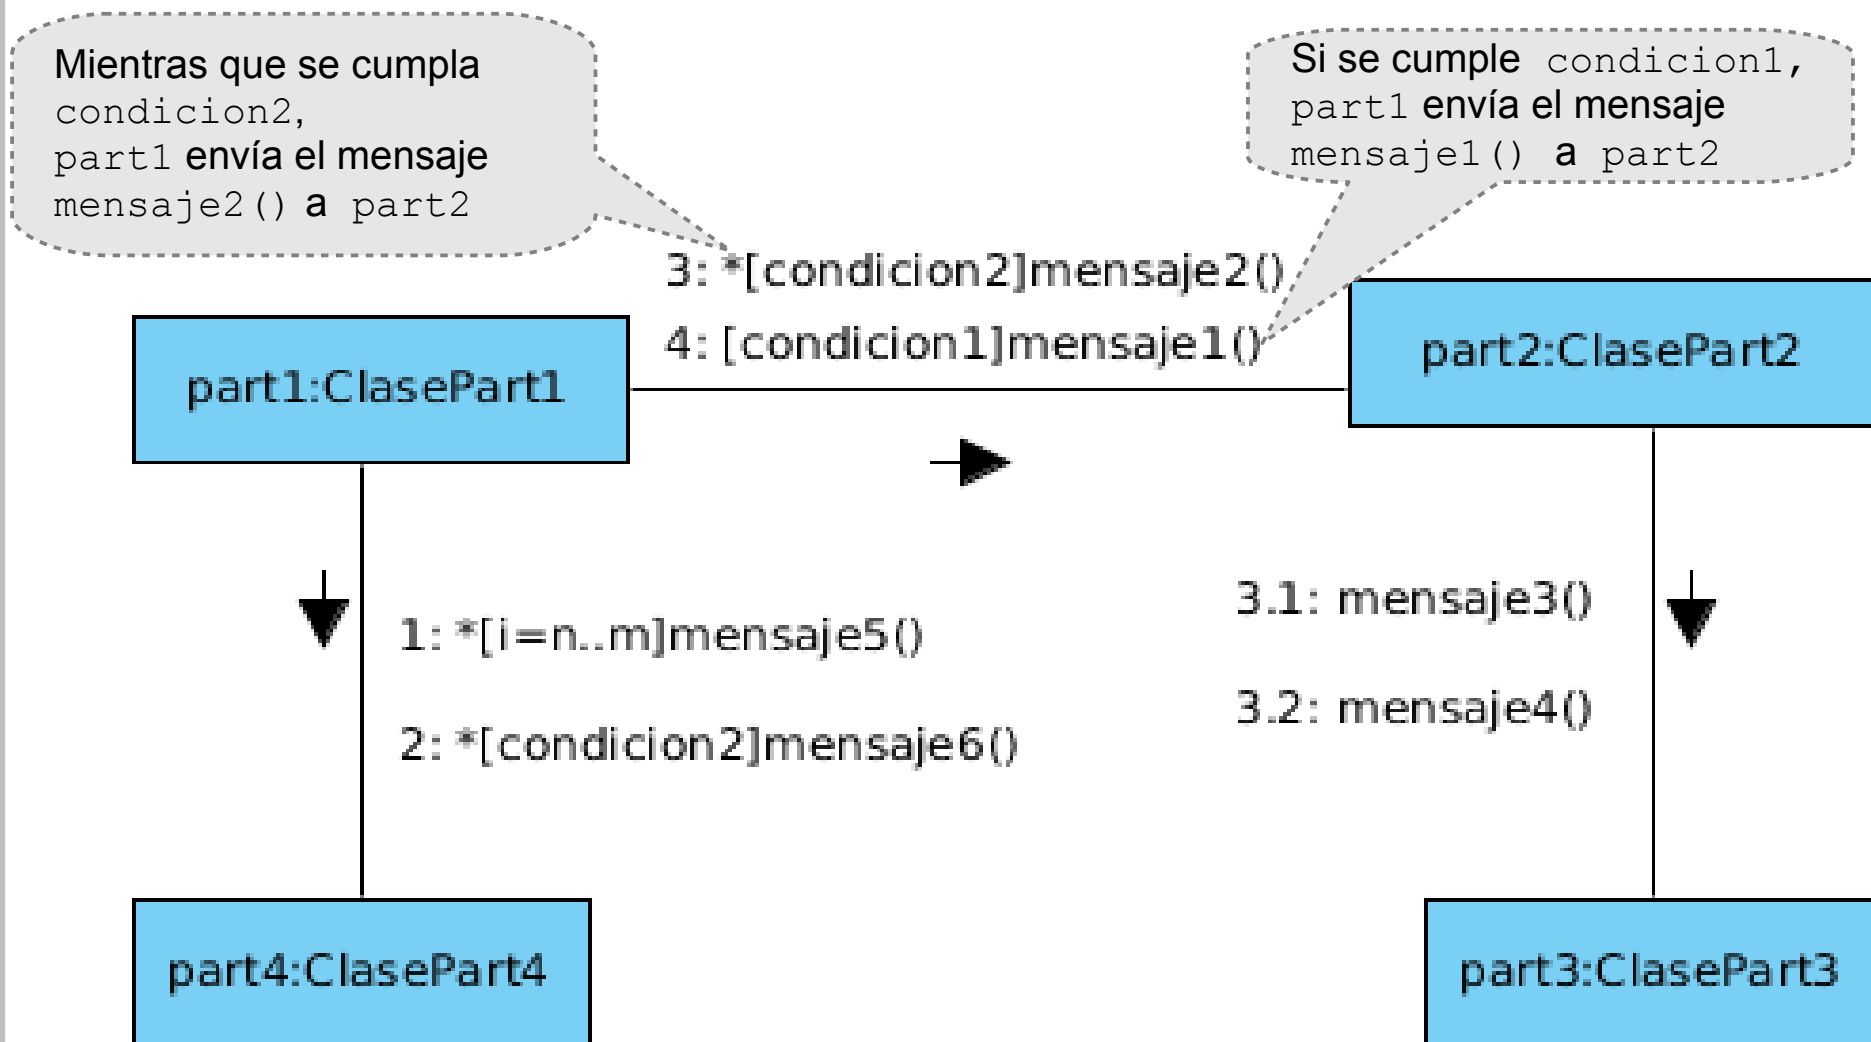 Mientras que se cumpla
condicion2,
part1 envía el mensaje
mensaje2() a part2
Si se cumple condicion1,
part1 envía el mensaje
mensaje1() a part2
3: *[condicion2]mensaje2()
4: [condicion1]mensaje1()
part1:ClasePart1
part2:ClasePart2
1: *[i=n..m]mensaje5()
2: *[condicion2]mensaje6()
3.1: mensaje3()
3.2: mensaje4()
part4:ClasePart4
part3:ClasePart3